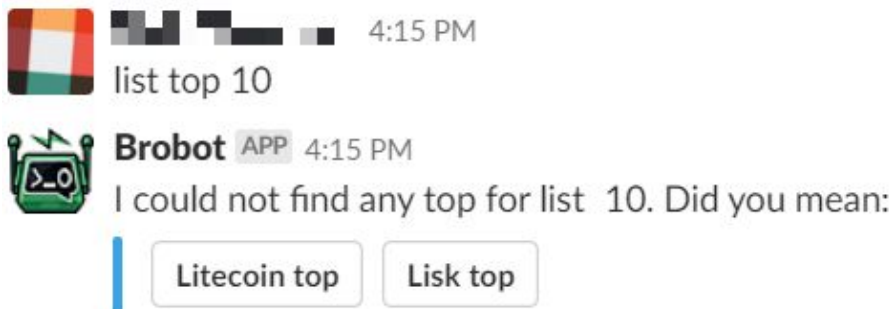 4:15 PM
list top 10
Brobot APP 4:15 PM
I could not find any top for list  10. Did you mean:
Litecoin top Lisk top